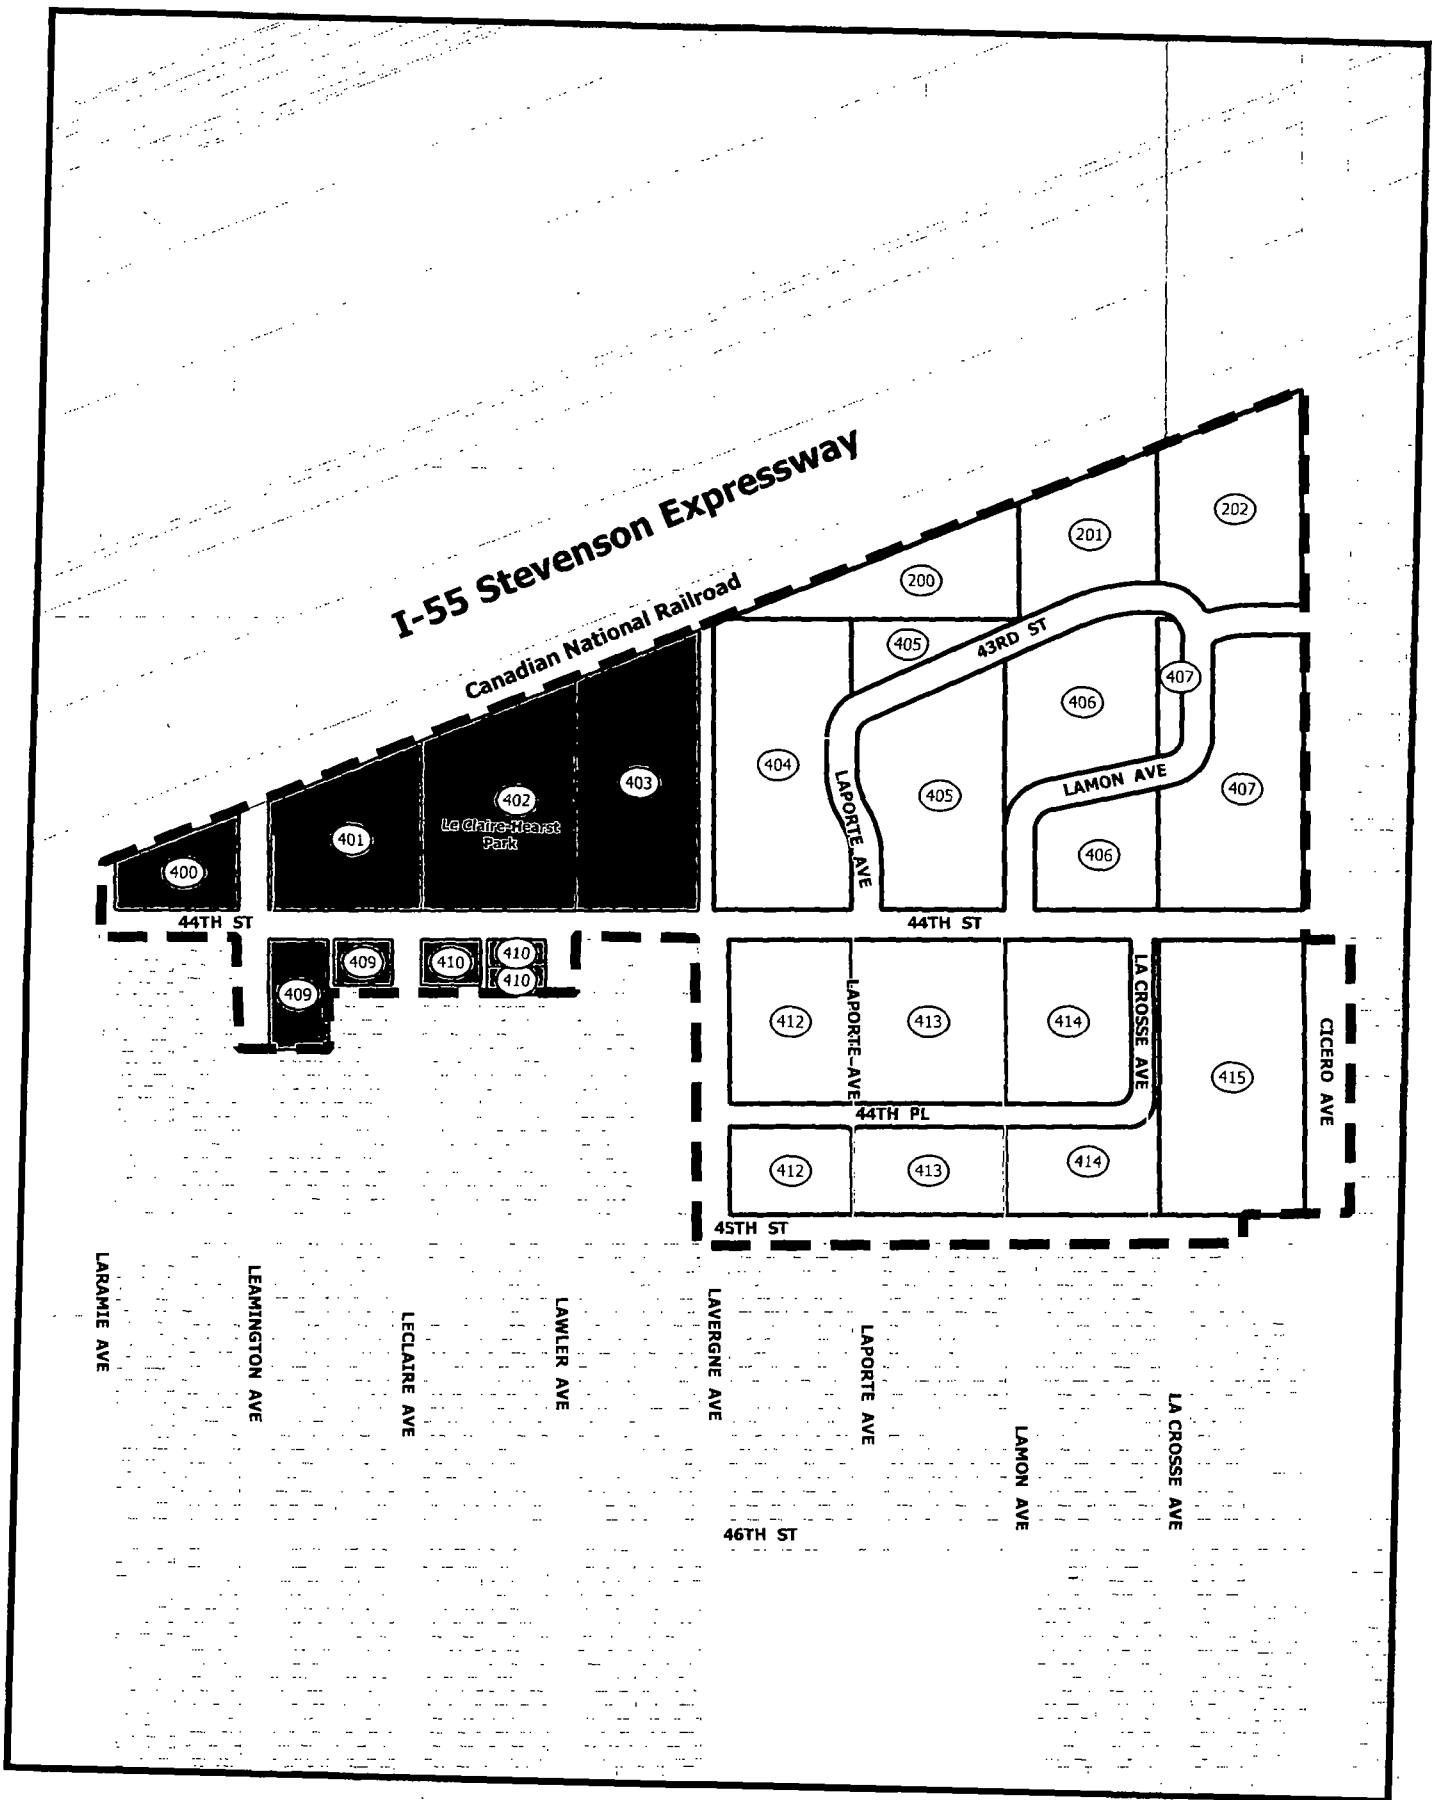 I-55 Stevenson Expressway
Canadian National Railroad
202
201
200
405
43RD ST
407
406
404
403
402
Le Claire-Hearst
Park
401
400
LAPORTE AVE
405
LAMON AVE
407
406
44TH ST
44TH ST
409
409
410
410
410
412
LAPORTE-AVE
413
414
LA CROSSE AVE
415
CICERO AVE
44TH PL
412
413
414
45TH ST
LARAMIE AVE
LEAMINGTON AVE
LECLAIRE AVE
LAWLER AVE
LAVERGNE AVE
LAPORTE AVE
LAMON AVE
LA CROSSE AVE
46TH ST